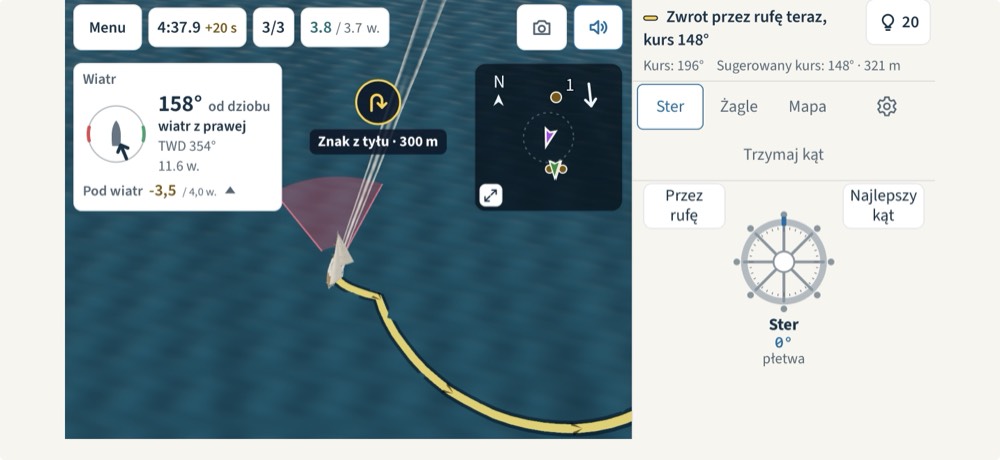 Menu
4:37.9 +20 s
3/3
3.8 / 3.7 w.
Wiatr
158° od dziobu
wiatr z prawej
TWD 354°
11.6 w.
Pod wiatr -3,5 / 4,0 w.
Znak z tyłu · 300 m
N
1
Zwrot przez rufę teraz,
kurs 148°
20
Kurs: 196° Sugerowany kurs: 148° · 321 m
Ster
Żagle
Mapa
Trzymaj kąt
Przez
rufę
Najlepszy
kąt
Ster
0°
płetwa